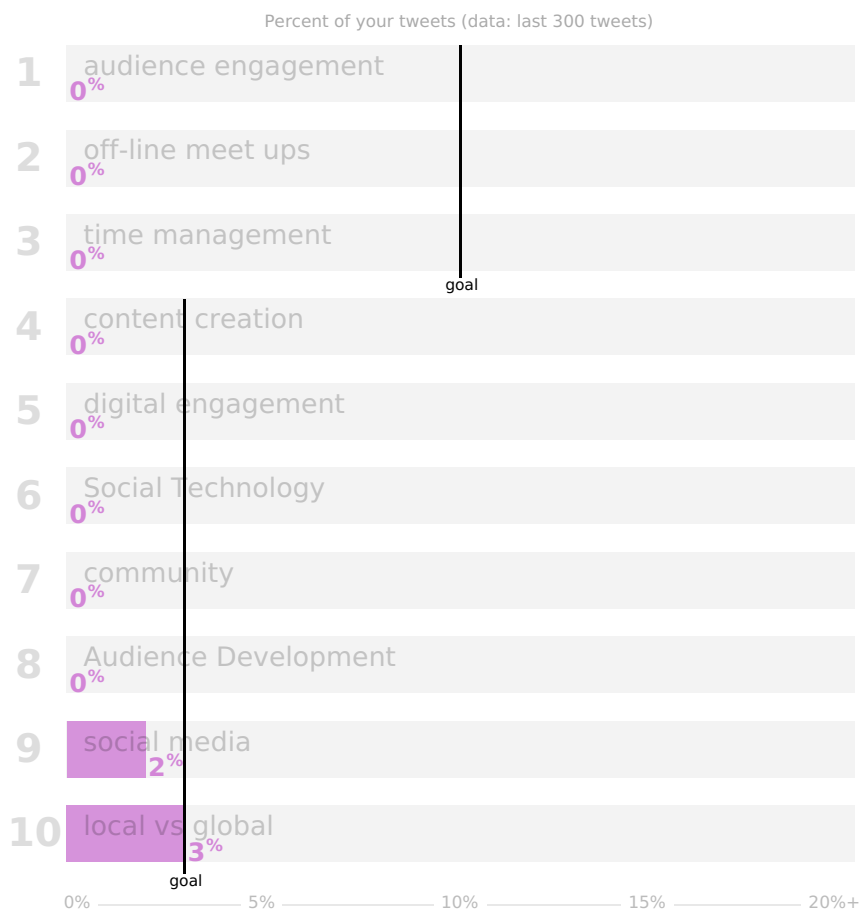 Percent of your tweets (data: last 300 tweets)
1 audience engagement
0%
2 off-line meet ups
0%
3 time management
0%
goal
4 content creation
0%
5 digital engagement
0%
6 Social Technology
0%
7 community
0%
8 Audience Development
0%
9 social media
2%
10 local vs global
3%
goal
0% 5% 10% 15% 20%+